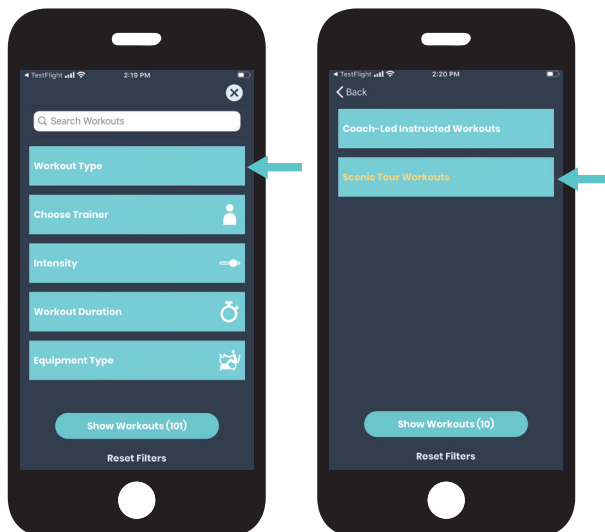 TestFlight
2:19 PM
Search Workouts
Workout Type
Choose Trainer
Intensity
Workout Duration
Equipment Type
Show Workouts (101)
Reset Filters
TestFlight
2:20 PM
Back
Coach-Led Instructed Workouts
Scenic Tour Workouts
Show Workouts (10)
Reset Filters